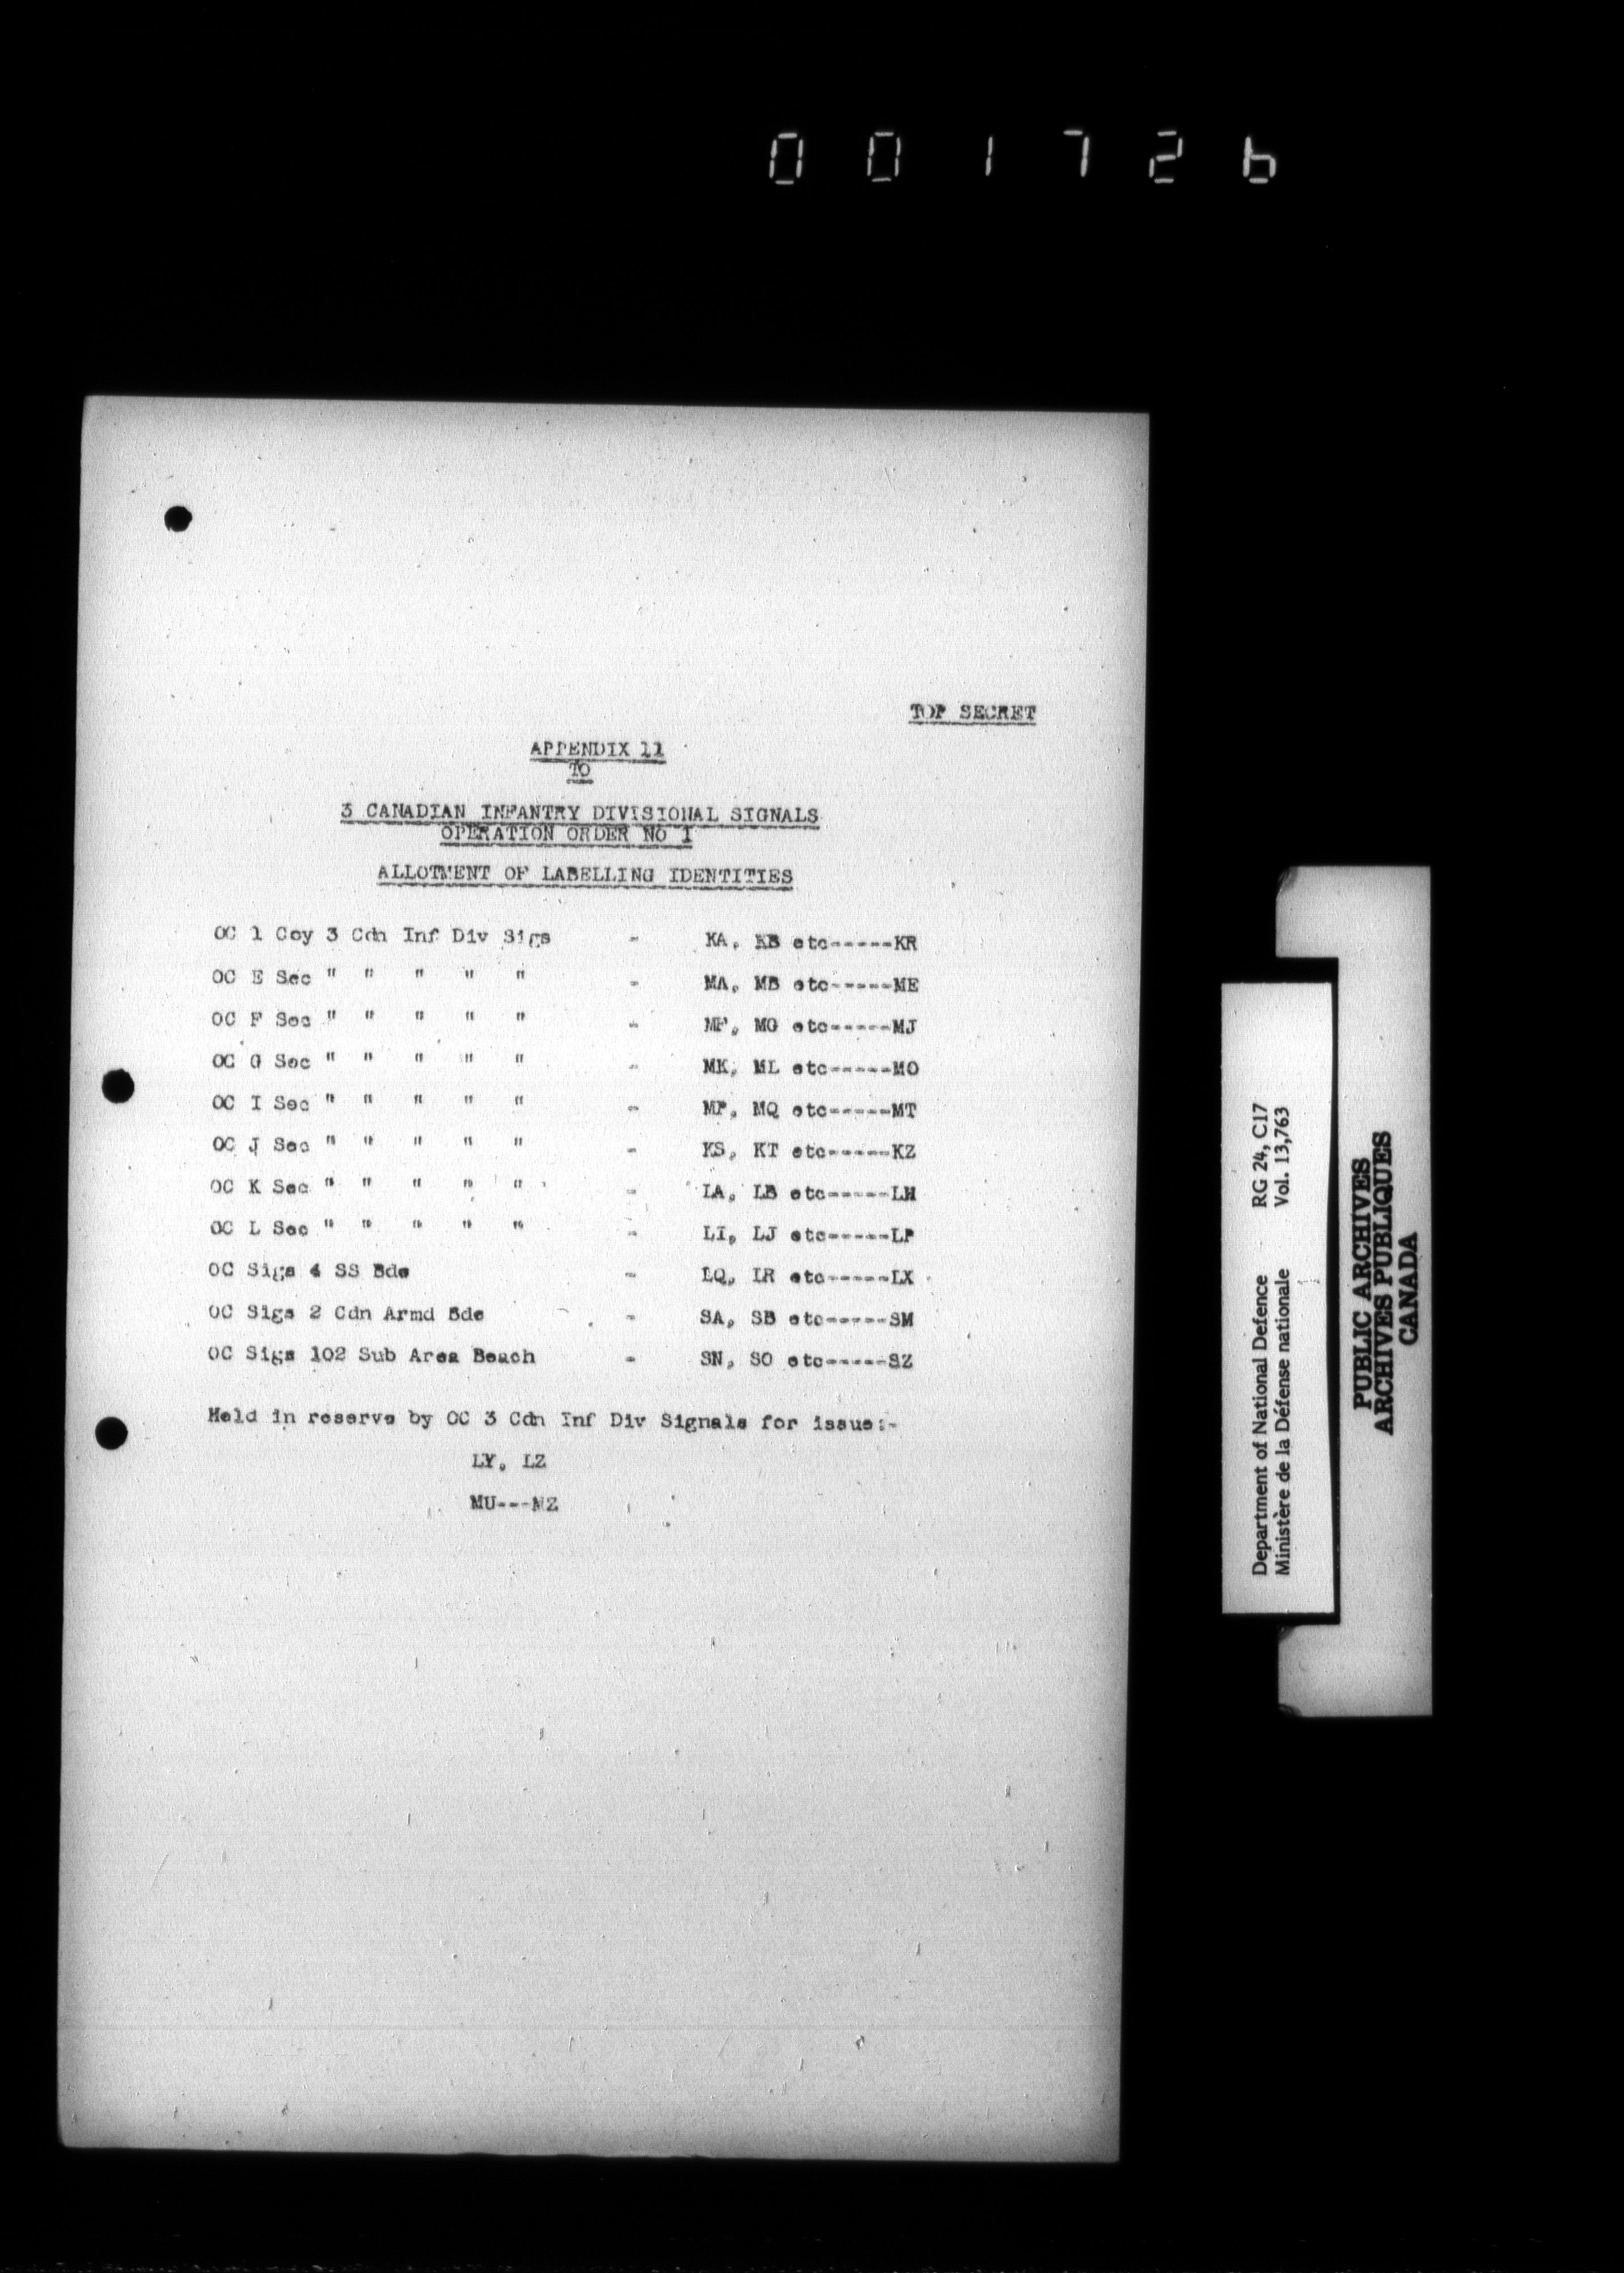 001726
TOP SECRET
APPENDIX 11
TO
3 CANADIAN INFANTRY DIVISIONAL SIGNALS
OPERATION ORDER NO 1
ALLOTMENT OF LABELLING IDENTITIES
OC 1 Coy 3 Cdn Inf Div Sigs - KA, KB etc-----KR
OC E Sec " " " " " - MA, MB etc-----ME
OC F Sec " " " " " - MF, MG etc-----MJ
OC G Sec " " " " " - MK, ML etc-----MO
OC I Sec " " " " " - MP, MQ etc-----MT
OC J Sec " " " " " - KS, KT etc-----KZ
OC K Sec " " " " " - LA, LB etc-----LH
OC L Sec " " " " " - LI, LJ etc-----LP
OC Sigs 4 SS Bde - LQ, LR etc-----LX
OC Sigs 2 Cdn Armd Bde - SA, SB etc-----SM
OC Sigs 102 Sub Area Beach - SN, SO etc-----SZ
Held in reserve by OC 3 Cdn Inf Div Signals for issue:-
LY, LZ
MU---MZ
Department of National Defence RG 24, C17
Ministère de la Défense nationale Vol. 13,763
PUBLIC ARCHIVES
ARCHIVES PUBLIQUES
CANADA